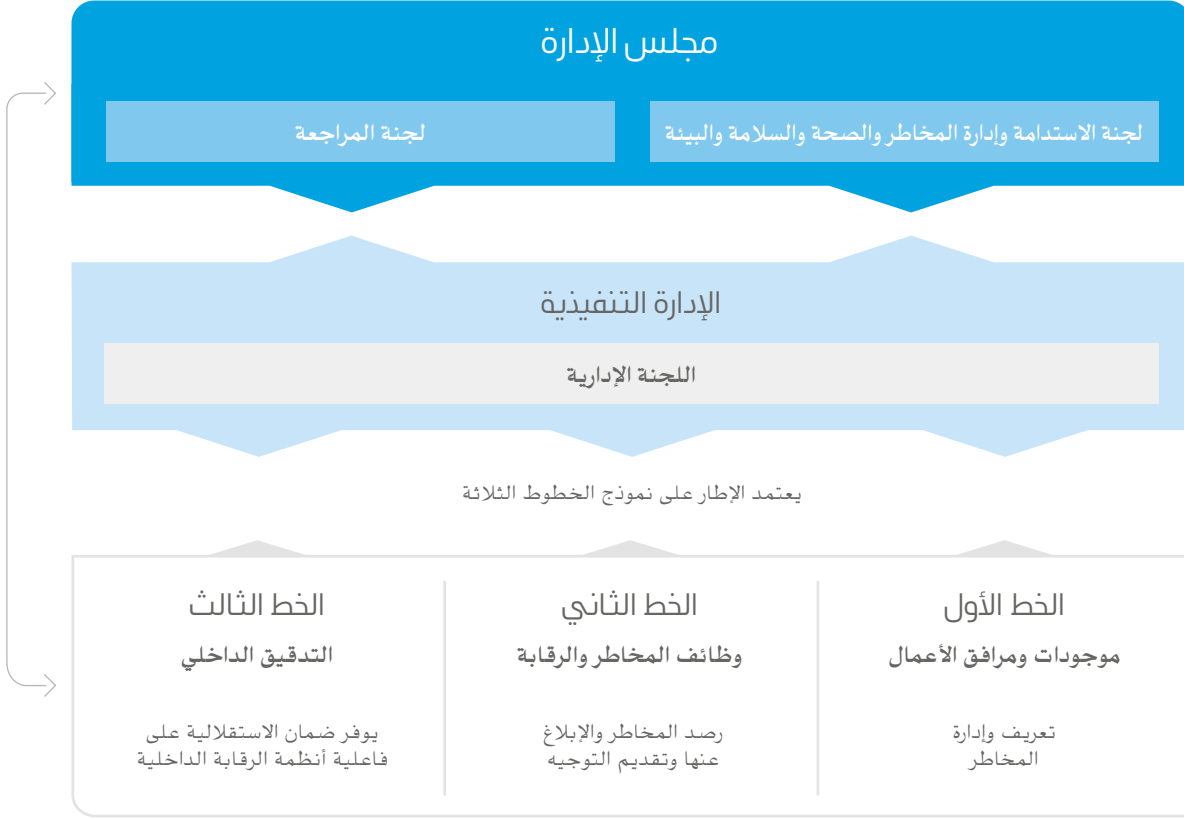 مجلس الإدارة
لجنة الاستدامة وإدارة المخاطر والصحة والسلامة والبيئة
لجنة المراجعة
الإدارة التنفيذية
اللجنة الإدارية
يعتمد الإطار على نموذج الخطوط الثلاثة
الخط الأول
موجودات ومرافق الأعمال
تعريف وإدارة
المخاطر
الخط الثاني
وظائف المخاطر والرقابة
رصد المخاطر والإبلاغ
عنها وتقديم التوجيه
الخط الثالث
التدقيق الداخلي
يوفر ضمان الاستقلالية على
فاعلية أنظمة الرقابة الداخلية